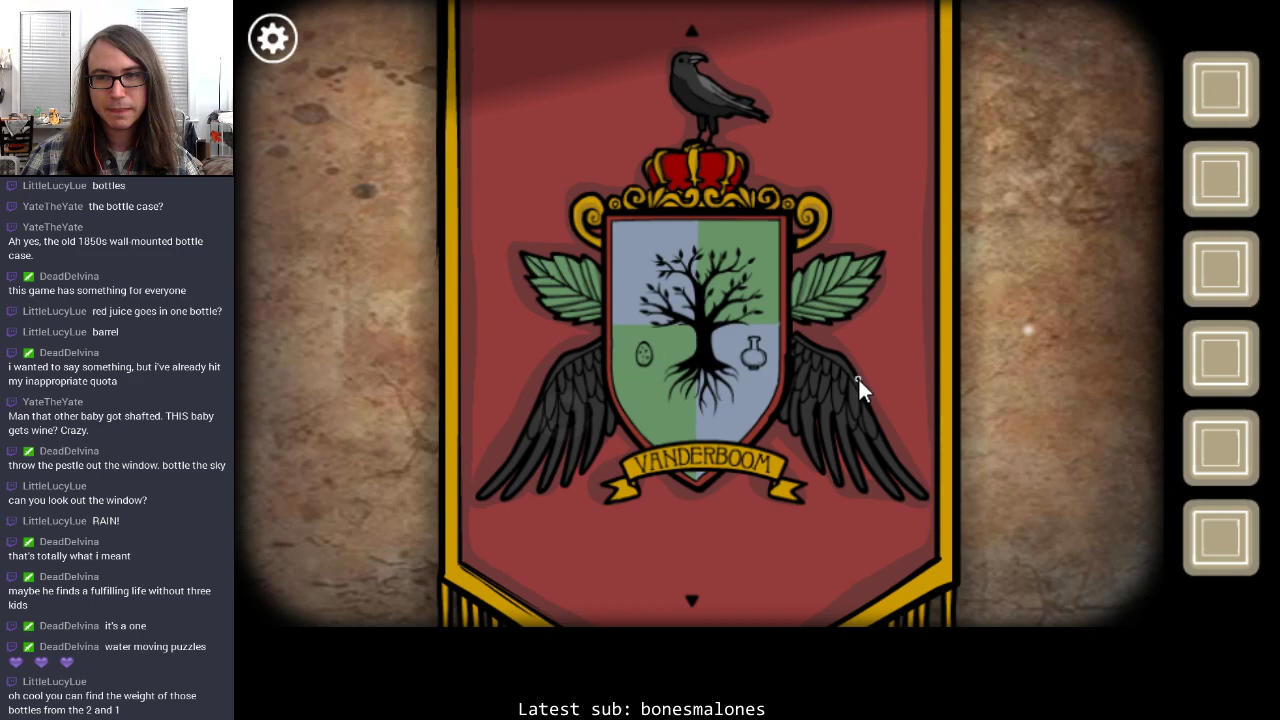 LittleLucyLue bottles
YateTheYate the bottle case?
YateTheYate
Ah yes, the old 1850s wall-mounted bottle
case.
DeadDelvina
this game has something for everyone
LittleLucyLue red juice goes in one bottle?
LittleLucyLue barrel
DeadDelvina
i wanted to say something, but i've already hit
my inappropriate quota
YateTheYate
Man that other baby got shafted. THIS baby
gets wine? Crazy.
DeadDelvina
throw the pestle out the window. bottle the sky
LittleLucyLue
can you look out the window?
LittleLucyLue RAIN!
DeadDelvina
that's totally what i meant
DeadDelvina
maybe he finds a fulfilling life without three
kids
DeadDelvina it's a one
DeadDelvina water moving puzzles
LittleLucyLue
oh cool you can find the weight of those
bottles from the 2 and 1
VANDERBOOM
Latest sub: bonesmalones